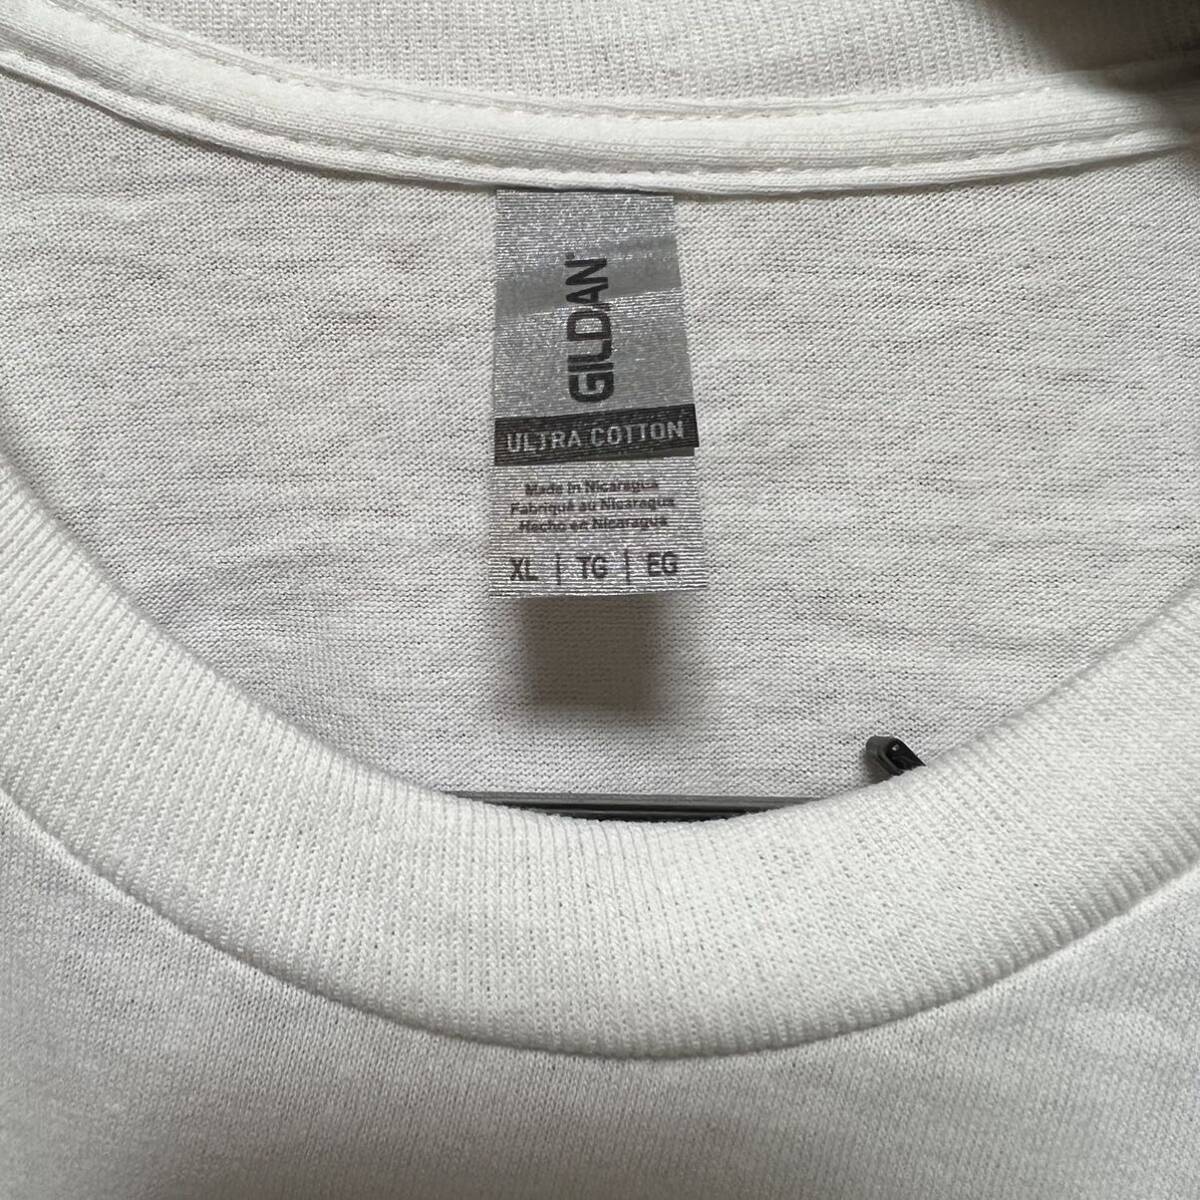 GILDAN
ULTRA COTTON
Made in Nicaragua
Fabriqué au Nicaragua
Hecho en Nicaragua
XL | TG | EG